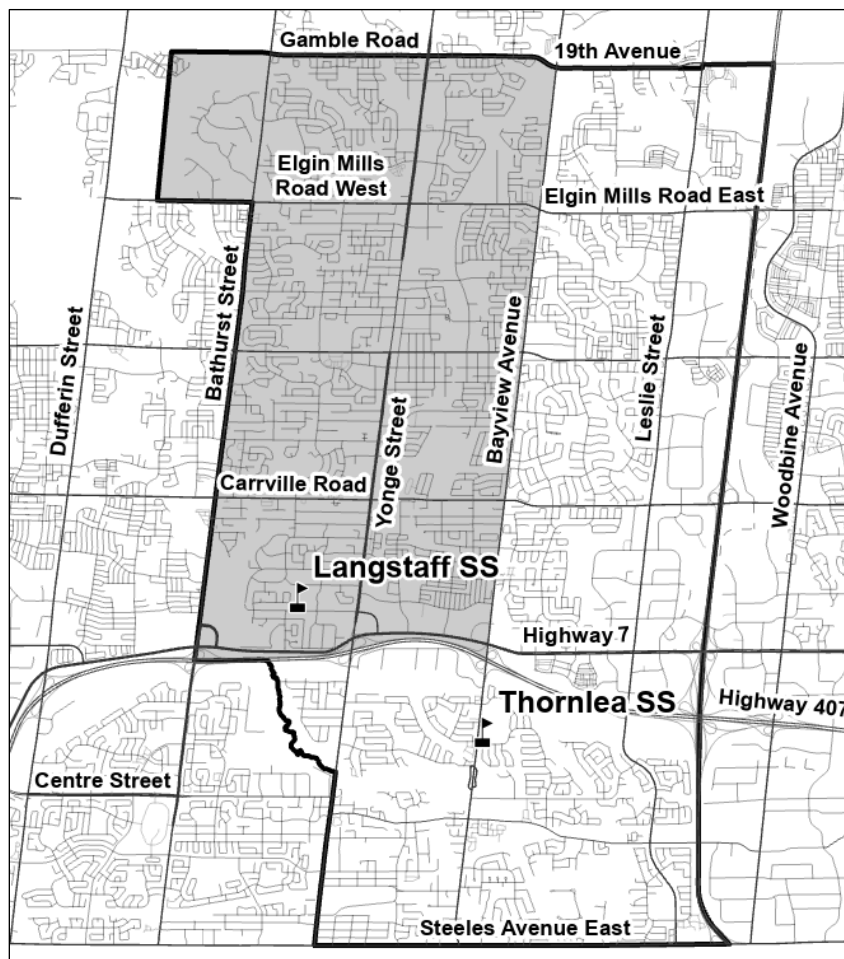 Gamble Road
19th Avenue
Elgin Mills
Road West
Elgin Mills Road East
Dufferin Street
Bathurst Street
Yonge Street
Bayview Avenue
Leslie Street
Woodbine Avenue
Carrville Road
Langstaff SS
Highway 7
Thornlea SS
Highway 407
Centre Street
Steeles Avenue East